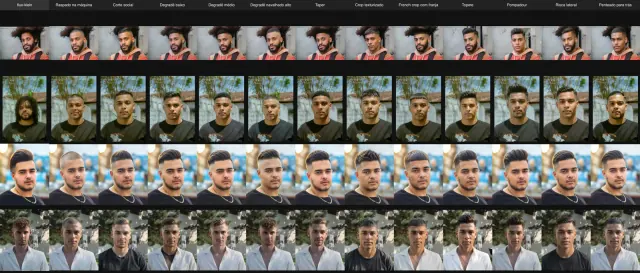 Raspado na máquina
Corte social
Degradê baixo
Degradê médio
Degradê navalhado alto
Taper
Crop texturizado
French crop com franja
Topete
Pompadour
Risca lateral
Penteado para trás